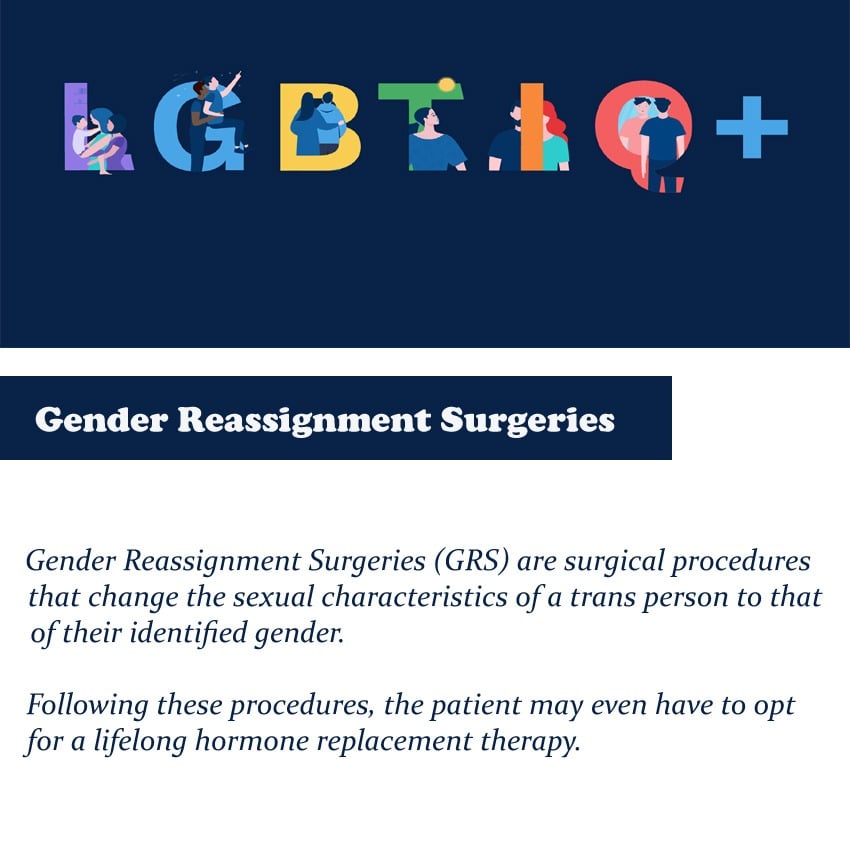 LGBTIQ+
Gender Reassignment Surgeries
Gender Reassignment Surgeries (GRS) are surgical procedures
that change the sexual characteristics of a trans person to that
of their identified gender.
Following these procedures, the patient may even have to opt
for a lifelong hormone replacement therapy.